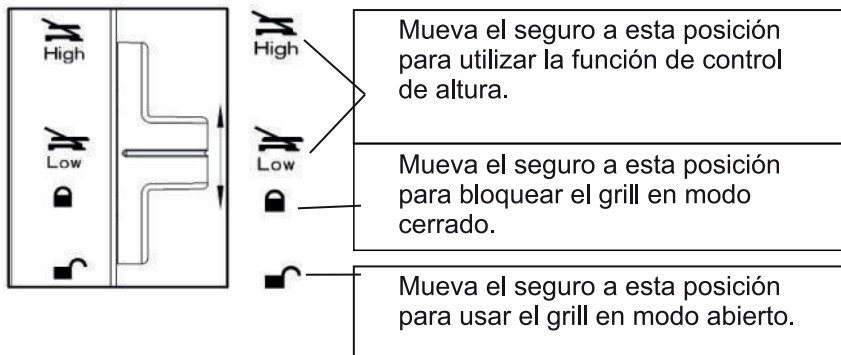 High
Low
High
Low
Mueva el seguro a esta posición
para utilizar la función de control
de altura.
Mueva el seguro a esta posición
para bloquear el grill en modo
cerrado.
Mueva el seguro a esta posición
para usar el grill en modo abierto.